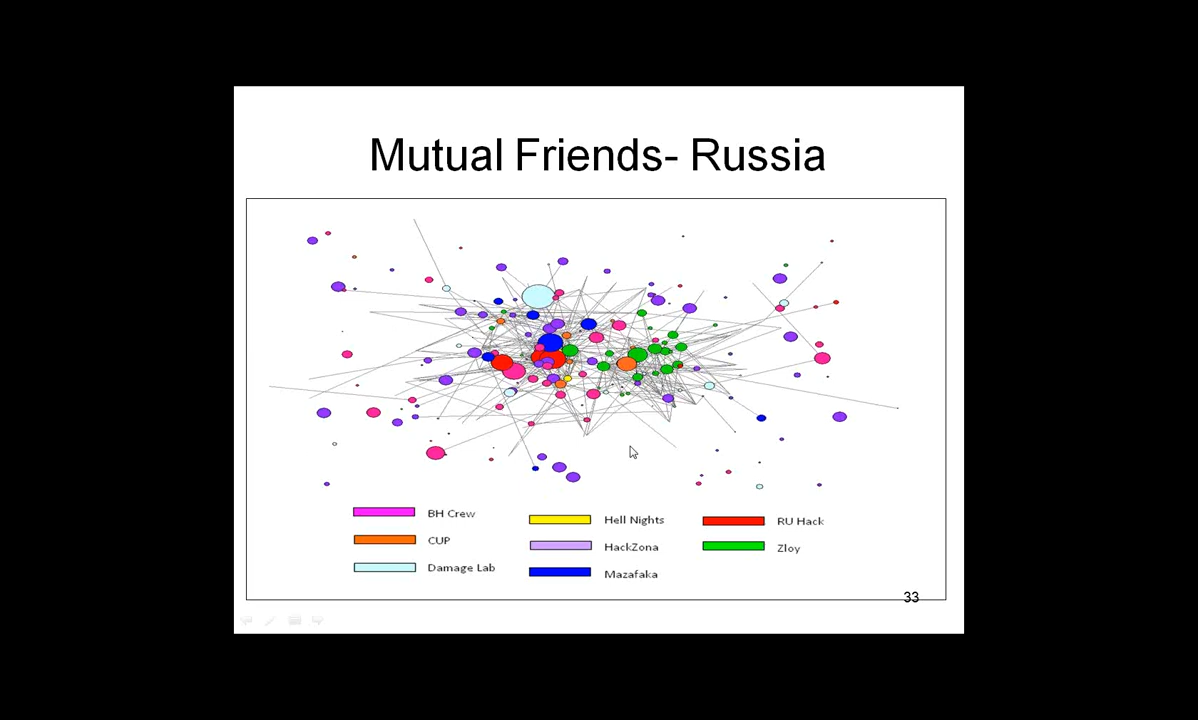 Mutual Friends- Russia
BH Crew
CUP
Damage Lab
Hell Nights
HackZona
Mazafaka
RU Hack
Zloy
33